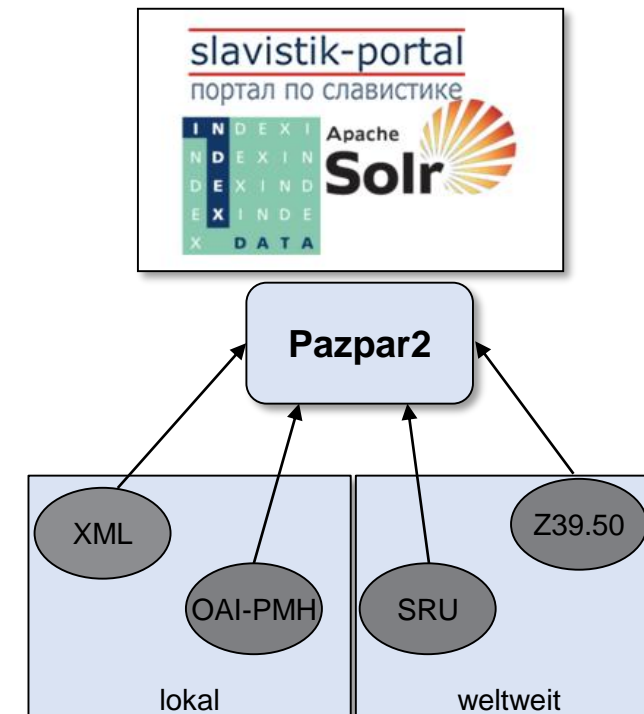 slavistik-portal
портал по славистике
INDEXI
NDEXIN
DEXIND
EXINDE
X DATA
Apache
Solr
Pazpar2
XML
Z39.50
OAI-PMH
SRU
lokal
weltweit